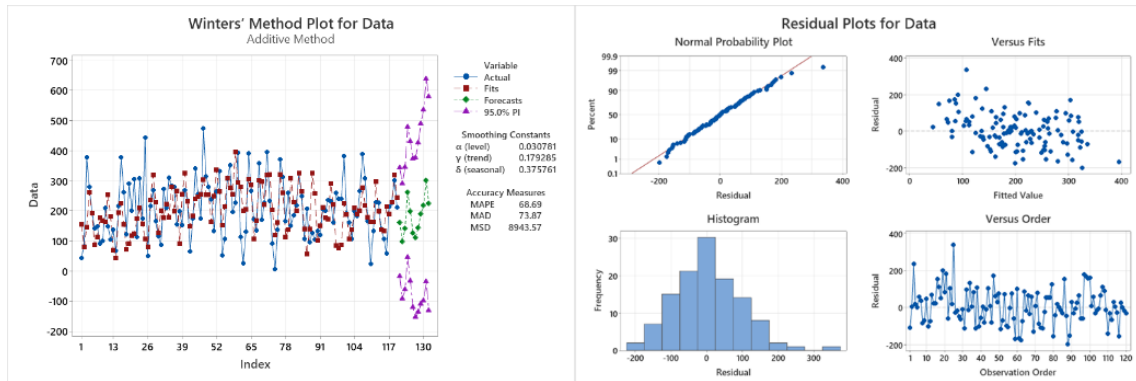 Winters' Method Plot for Data
Additive Method
700
600
500
400
300
200
100
0
-100
-200
Data
1 13 26 39 52 65 78 91 104 117 130
Index
Variable
Actual
Fits
Forecasts
95.0% PI
Smoothing Constants
α (level) 0.030781
γ (trend) 0.179285
δ (seasonal) 0.375761
Accuracy Measures
MAPE 68.69
MAD 73.87
MSD 8943.57
Residual Plots for Data
Normal Probability Plot
99.9
99
90
50
10
1
0.1
Percent
-200 0 200 400
Residual
Versus Fits
400
200
0
-200
Residual
0 100 200 300 400
Fitted Value
Histogram
30
20
10
0
Frequency
-200 -100 0 100 200 300
Residual
Versus Order
400
200
0
-200
Residual
1 10 20 30 40 50 60 70 80 90 100 110 120
Observation Order